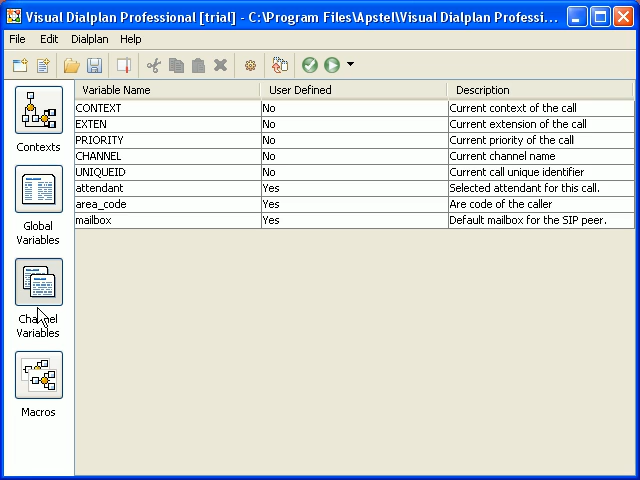 Visual Dialplan Professional [trial] - C:\Program Files\Apstel\Visual Dialplan Professi...
File Edit Dialplan Help
Variable Name User Defined Description
CONTEXT No Current context of the call
EXTEN No Current extension of the call
PRIORITY No Current priority of the call
CHANNEL No Current channel name
UNIQUEID No Current call unique identifier
attendant Yes Selected attendant for this call.
area_code Yes Are code of the caller
mailbox Yes Default mailbox for the SIP peer.
Contexts
Global
Variables
Channel
Variables
Macros